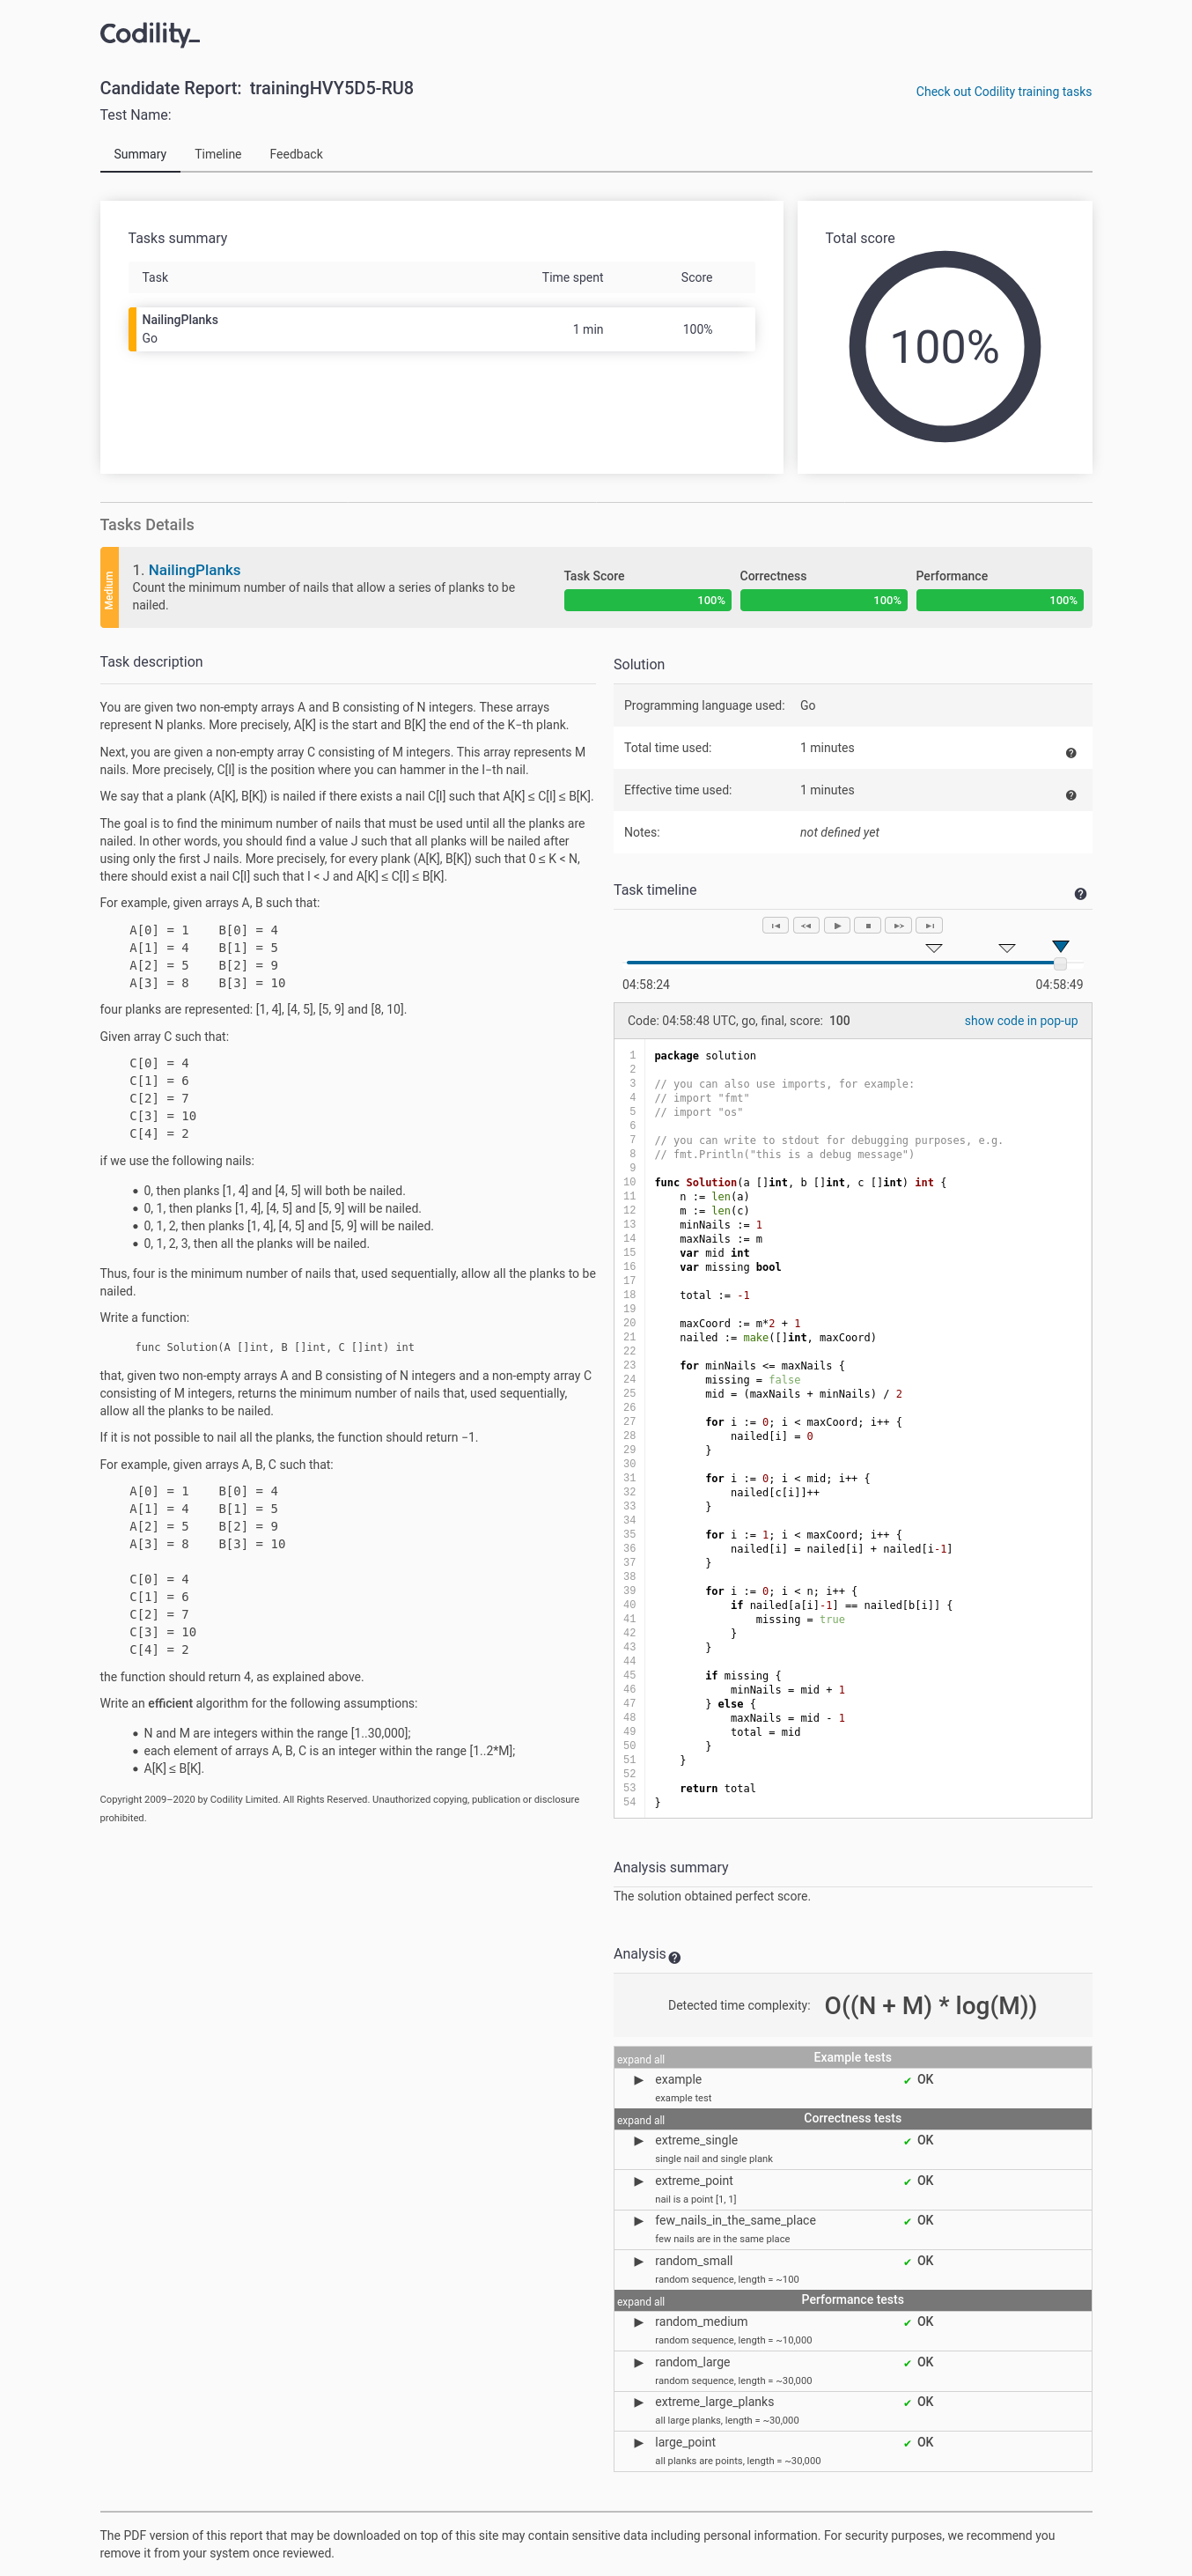 Codility_
Candidate Report: trainingHVY5D5-RU8
Check out Codility training tasks
Test Name:
Summary Timeline Feedback
Tasks summary
Task Time spent Score
NailingPlanks
Go
1 min 100%
Total score
100%
Tasks Details
Medium
1. NailingPlanks
Count the minimum number of nails that allow a series of planks to be
nailed.
Task Score Correctness Performance
100% 100% 100%
Task description
You are given two non-empty arrays A and B consisting of N integers. These arrays
represent N planks. More precisely, A[K] is the start and B[K] the end of the K−th plank.
Next, you are given a non-empty array C consisting of M integers. This array represents M
nails. More precisely, C[I] is the position where you can hammer in the I−th nail.
We say that a plank (A[K], B[K]) is nailed if there exists a nail C[I] such that A[K] ≤ C[I] ≤ B[K].
The goal is to find the minimum number of nails that must be used until all the planks are
nailed. In other words, you should find a value J such that all planks will be nailed after
using only the first J nails. More precisely, for every plank (A[K], B[K]) such that 0 ≤ K < N,
there should exist a nail C[I] such that I < J and A[K] ≤ C[I] ≤ B[K].
For example, given arrays A, B such that:
A[0] = 1    B[0] = 4
A[1] = 4    B[1] = 5
A[2] = 5    B[2] = 9
A[3] = 8    B[3] = 10
four planks are represented: [1, 4], [4, 5], [5, 9] and [8, 10].
Given array C such that:
C[0] = 4
C[1] = 6
C[2] = 7
C[3] = 10
C[4] = 2
if we use the following nails:
• 0, then planks [1, 4] and [4, 5] will both be nailed.
• 0, 1, then planks [1, 4], [4, 5] and [5, 9] will be nailed.
• 0, 1, 2, then planks [1, 4], [4, 5] and [5, 9] will be nailed.
• 0, 1, 2, 3, then all the planks will be nailed.
Thus, four is the minimum number of nails that, used sequentially, allow all the planks to be
nailed.
Write a function:
func Solution(A []int, B []int, C []int) int
that, given two non-empty arrays A and B consisting of N integers and a non-empty array C
consisting of M integers, returns the minimum number of nails that, used sequentially,
allow all the planks to be nailed.
If it is not possible to nail all the planks, the function should return −1.
For example, given arrays A, B, C such that:
A[0] = 1    B[0] = 4
A[1] = 4    B[1] = 5
A[2] = 5    B[2] = 9
A[3] = 8    B[3] = 10
C[0] = 4
C[1] = 6
C[2] = 7
C[3] = 10
C[4] = 2
the function should return 4, as explained above.
Write an efficient algorithm for the following assumptions:
• N and M are integers within the range [1..30,000];
• each element of arrays A, B, C is an integer within the range [1..2*M];
• A[K] ≤ B[K].
Copyright 2009–2020 by Codility Limited. All Rights Reserved. Unauthorized copying, publication or disclosure
prohibited.
Solution
Programming language used: Go
Total time used: 1 minutes
Effective time used: 1 minutes
Notes: not defined yet
Task timeline
04:58:24 04:58:49
Code: 04:58:48 UTC, go, final, score: 100
show code in pop-up
1 package solution
2
3 // you can also use imports, for example:
4 // import "fmt"
5 // import "os"
6
7 // you can write to stdout for debugging purposes, e.g.
8 // fmt.Println("this is a debug message")
9
10 func Solution(a []int, b []int, c []int) int {
11     n := len(a)
12     m := len(c)
13     minNails := 1
14     maxNails := m
15     var mid int
16     var missing bool
17
18     total := -1
19
20     maxCoord := m*2 + 1
21     nailed := make([]int, maxCoord)
22
23     for minNails <= maxNails {
24         missing = false
25         mid = (maxNails + minNails) / 2
26
27         for i := 0; i < maxCoord; i++ {
28             nailed[i] = 0
29         }
30
31         for i := 0; i < mid; i++ {
32             nailed[c[i]]++
33         }
34
35         for i := 1; i < maxCoord; i++ {
36             nailed[i] = nailed[i] + nailed[i-1]
37         }
38
39         for i := 0; i < n; i++ {
40             if nailed[a[i]-1] == nailed[b[i]] {
41                 missing = true
42             }
43         }
44
45         if missing {
46             minNails = mid + 1
47         } else {
48             maxNails = mid - 1
49             total = mid
50         }
51     }
52
53     return total
54 }
Analysis summary
The solution obtained perfect score.
Analysis
Detected time complexity: O((N + M) * log(M))
expand all Example tests
example ✔ OK
example test
expand all Correctness tests
extreme_single ✔ OK
single nail and single plank
extreme_point ✔ OK
nail is a point [1, 1]
few_nails_in_the_same_place ✔ OK
few nails are in the same place
random_small ✔ OK
random sequence, length = ~100
expand all Performance tests
random_medium ✔ OK
random sequence, length = ~10,000
random_large ✔ OK
random sequence, length = ~30,000
extreme_large_planks ✔ OK
all large planks, length = ~30,000
large_point ✔ OK
all planks are points, length = ~30,000
The PDF version of this report that may be downloaded on top of this site may contain sensitive data including personal information. For security purposes, we recommend you
remove it from your system once reviewed.